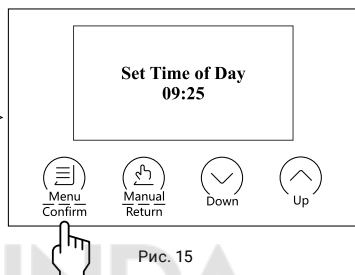 Set Time of Day
09:25
Menu
Confirm
Manual
Return
Down
Up
Рис. 15